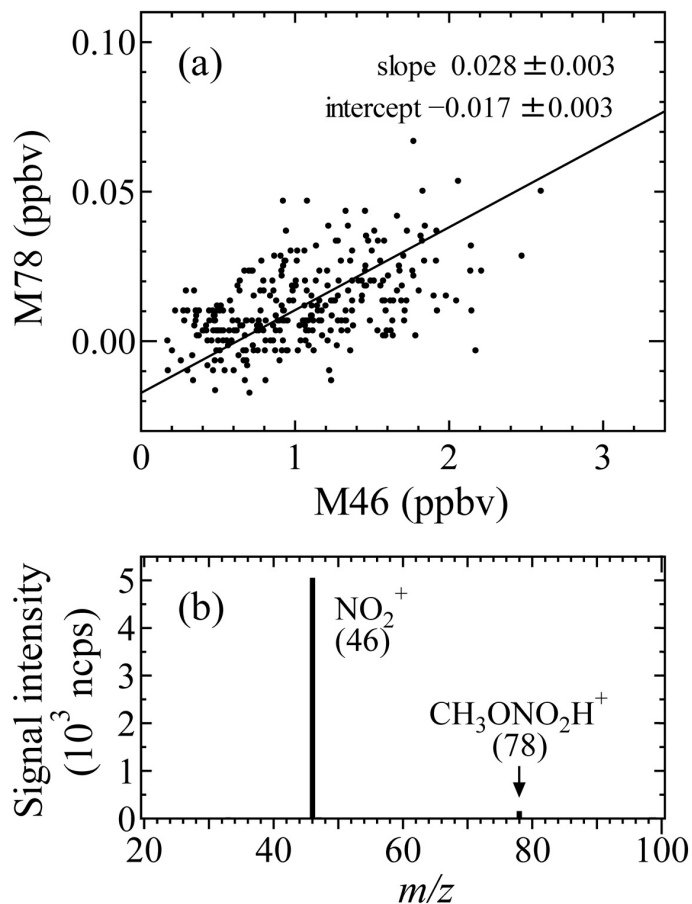 0.10
(a)
slope 0.028 ±0.003
intercept −0.017 ±0.003
M78 (ppbv)
0.05
0.00
0
1
2
3
M46 (ppbv)
Signal intensity
(10³ ncps)
5
(b)
NO₂⁺
(46)
4
3
CH₃ONO₂H⁺
(78)
2
1
0
20
40
60
80
100
m/z